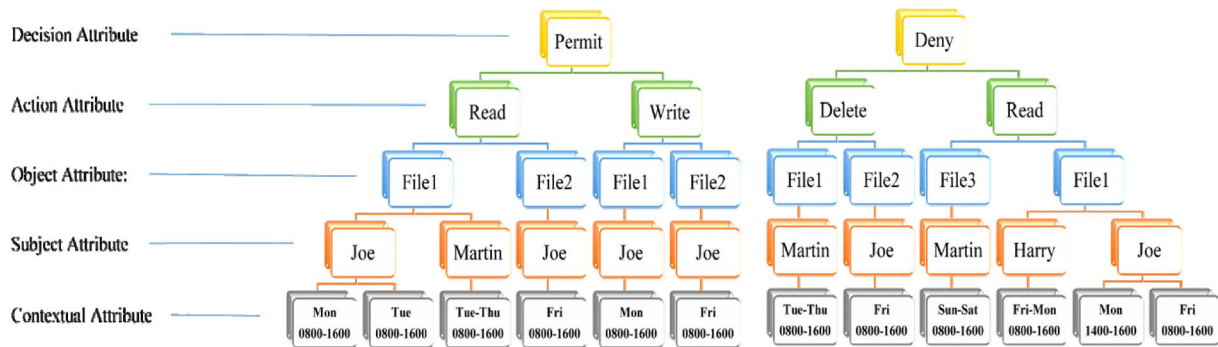 Decision Attribute Permit Deny
Action Attribute Read Write Delete Read
Object Attribute: File1 File2 File1 File2 File1 File2 File3 File1
Subject Attribute Joe Martin Joe Joe Joe Martin Joe Martin Harry Joe
Contextual Attribute
Mon Tue Tue-Thu Fri Mon Fri Tue-Thu Fri Sun-Sat Fri-Mon Mon Fri
0800-1600 0800-1600 0800-1600 0800-1600 0800-1600 0800-1600 0800-1600 0800-1600 0800-1600 0800-1600 1400-1600 0800-1600